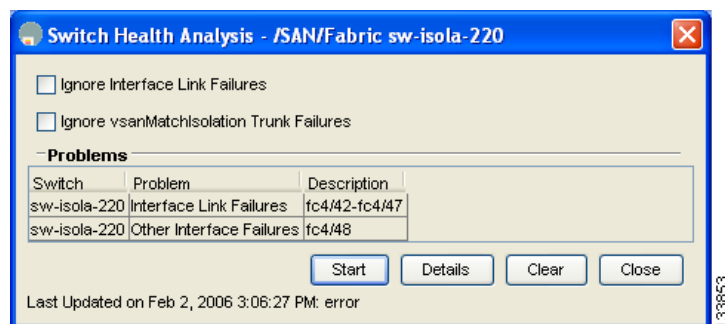 Switch Health Analysis - /SAN/Fabric sw-isola-220
Ignore Interface Link Failures
Ignore vsanMatchIsolation Trunk Failures
Problems
Switch Problem Description
sw-isola-220 Interface Link Failures fc4/42-fc4/47
sw-isola-220 Other Interface Failures fc4/48
Start Details Clear Close
Last Updated on Feb 2, 2006 3:06:27 PM: error
33853